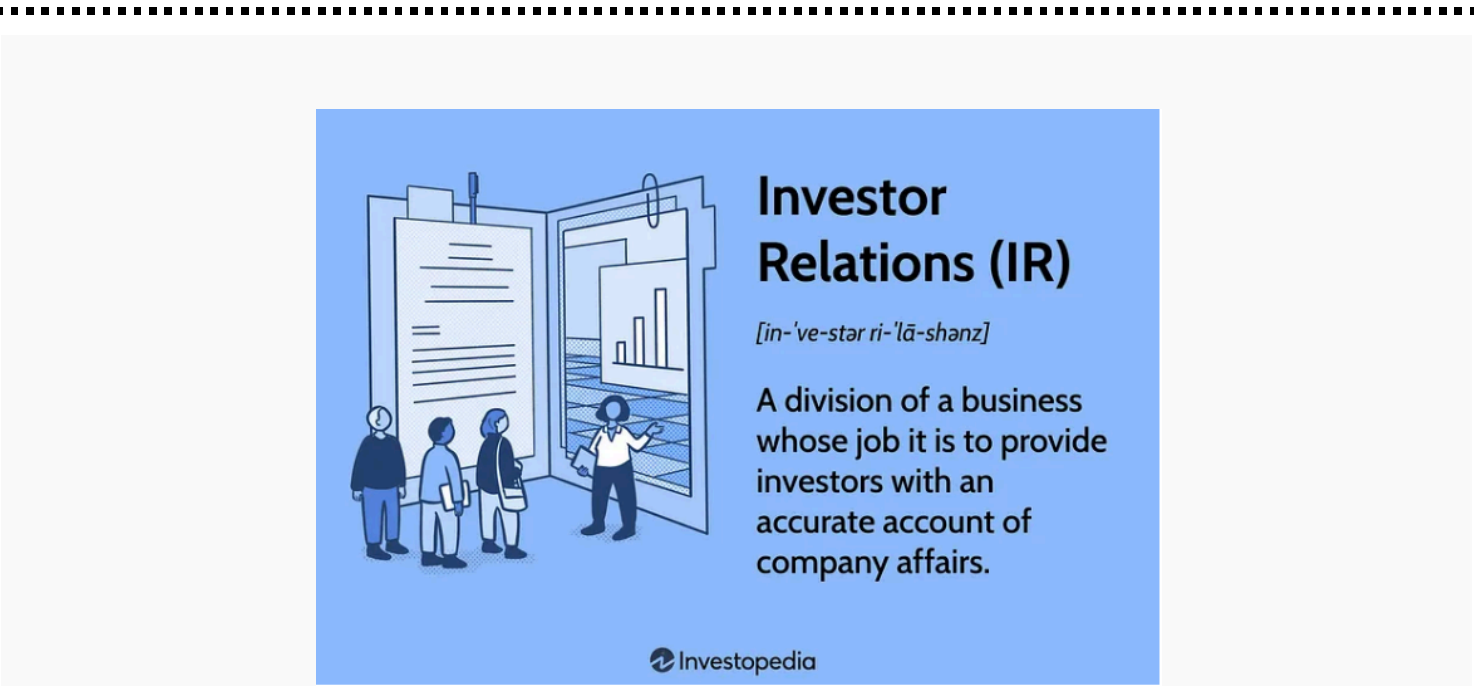 Investor
Relations (IR)
[in-ˈve-stər ri-ˈlā-shənz]
A division of a business
whose job it is to provide
investors with an
accurate account of
company affairs.
Investopedia